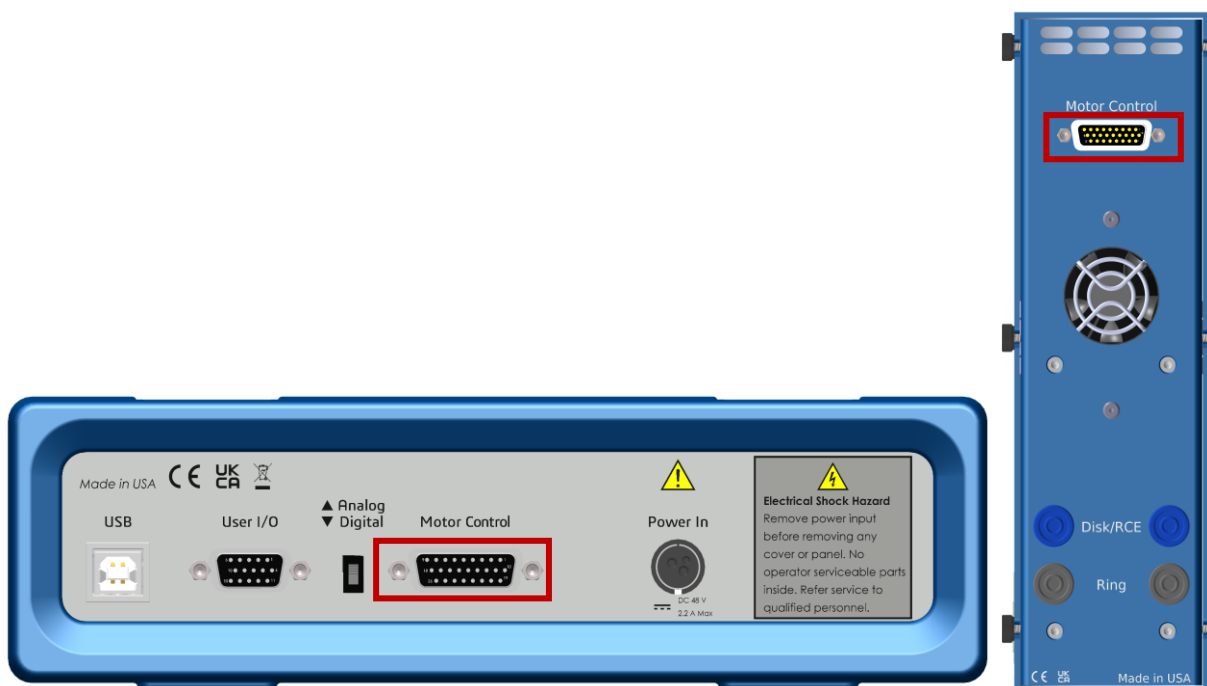 Made in USA CE UK CA
▲ Analog
▼ Digital
USB
User I/O
Motor Control
Power In
DC 48 V
2.2 A Max
Electrical Shock Hazard
Remove power input
before removing any
cover or panel. No
operator serviceable parts
inside. Refer service to
qualified personnel.
Motor Control
Disk/RCE
Ring
CE UK CA Made in USA